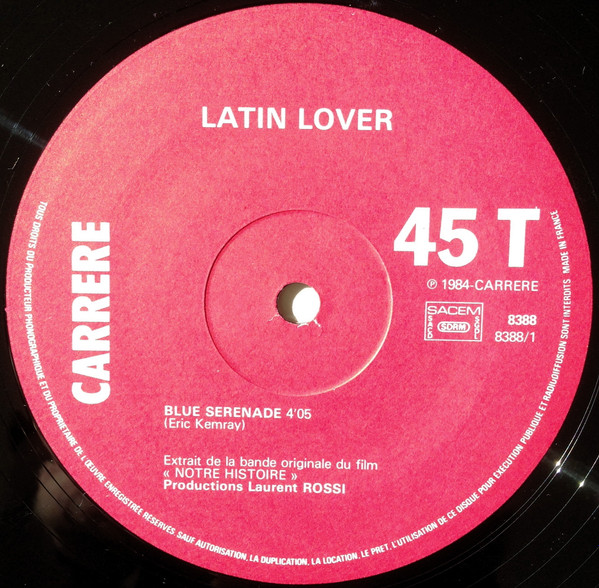 LATIN LOVER
CARRERE
45 T
℗ 1984-CARRERE
SACEM
SACD
SDRM
SGDL
8388
8388/1
BLUE SERENADE 4'05
(Eric Kemray)
Extrait de la bande originale du film
« NOTRE HISTOIRE »
Productions Laurent ROSSI
TOUS DROITS DU PRODUCTEUR PHONOGRAPHIQUE ET DU PROPRIETAIRE DE L'ŒUVRE ENREGISTREE RESERVES SAUF AUTORISATION, LA DUPLICATION, LA LOCATION, LE PRET, L'UTILISATION DE CE DISQUE POUR EXECUTION PUBLIQUE ET RADIODIFFUSION SONT INTERDITS MADE IN FRANCE